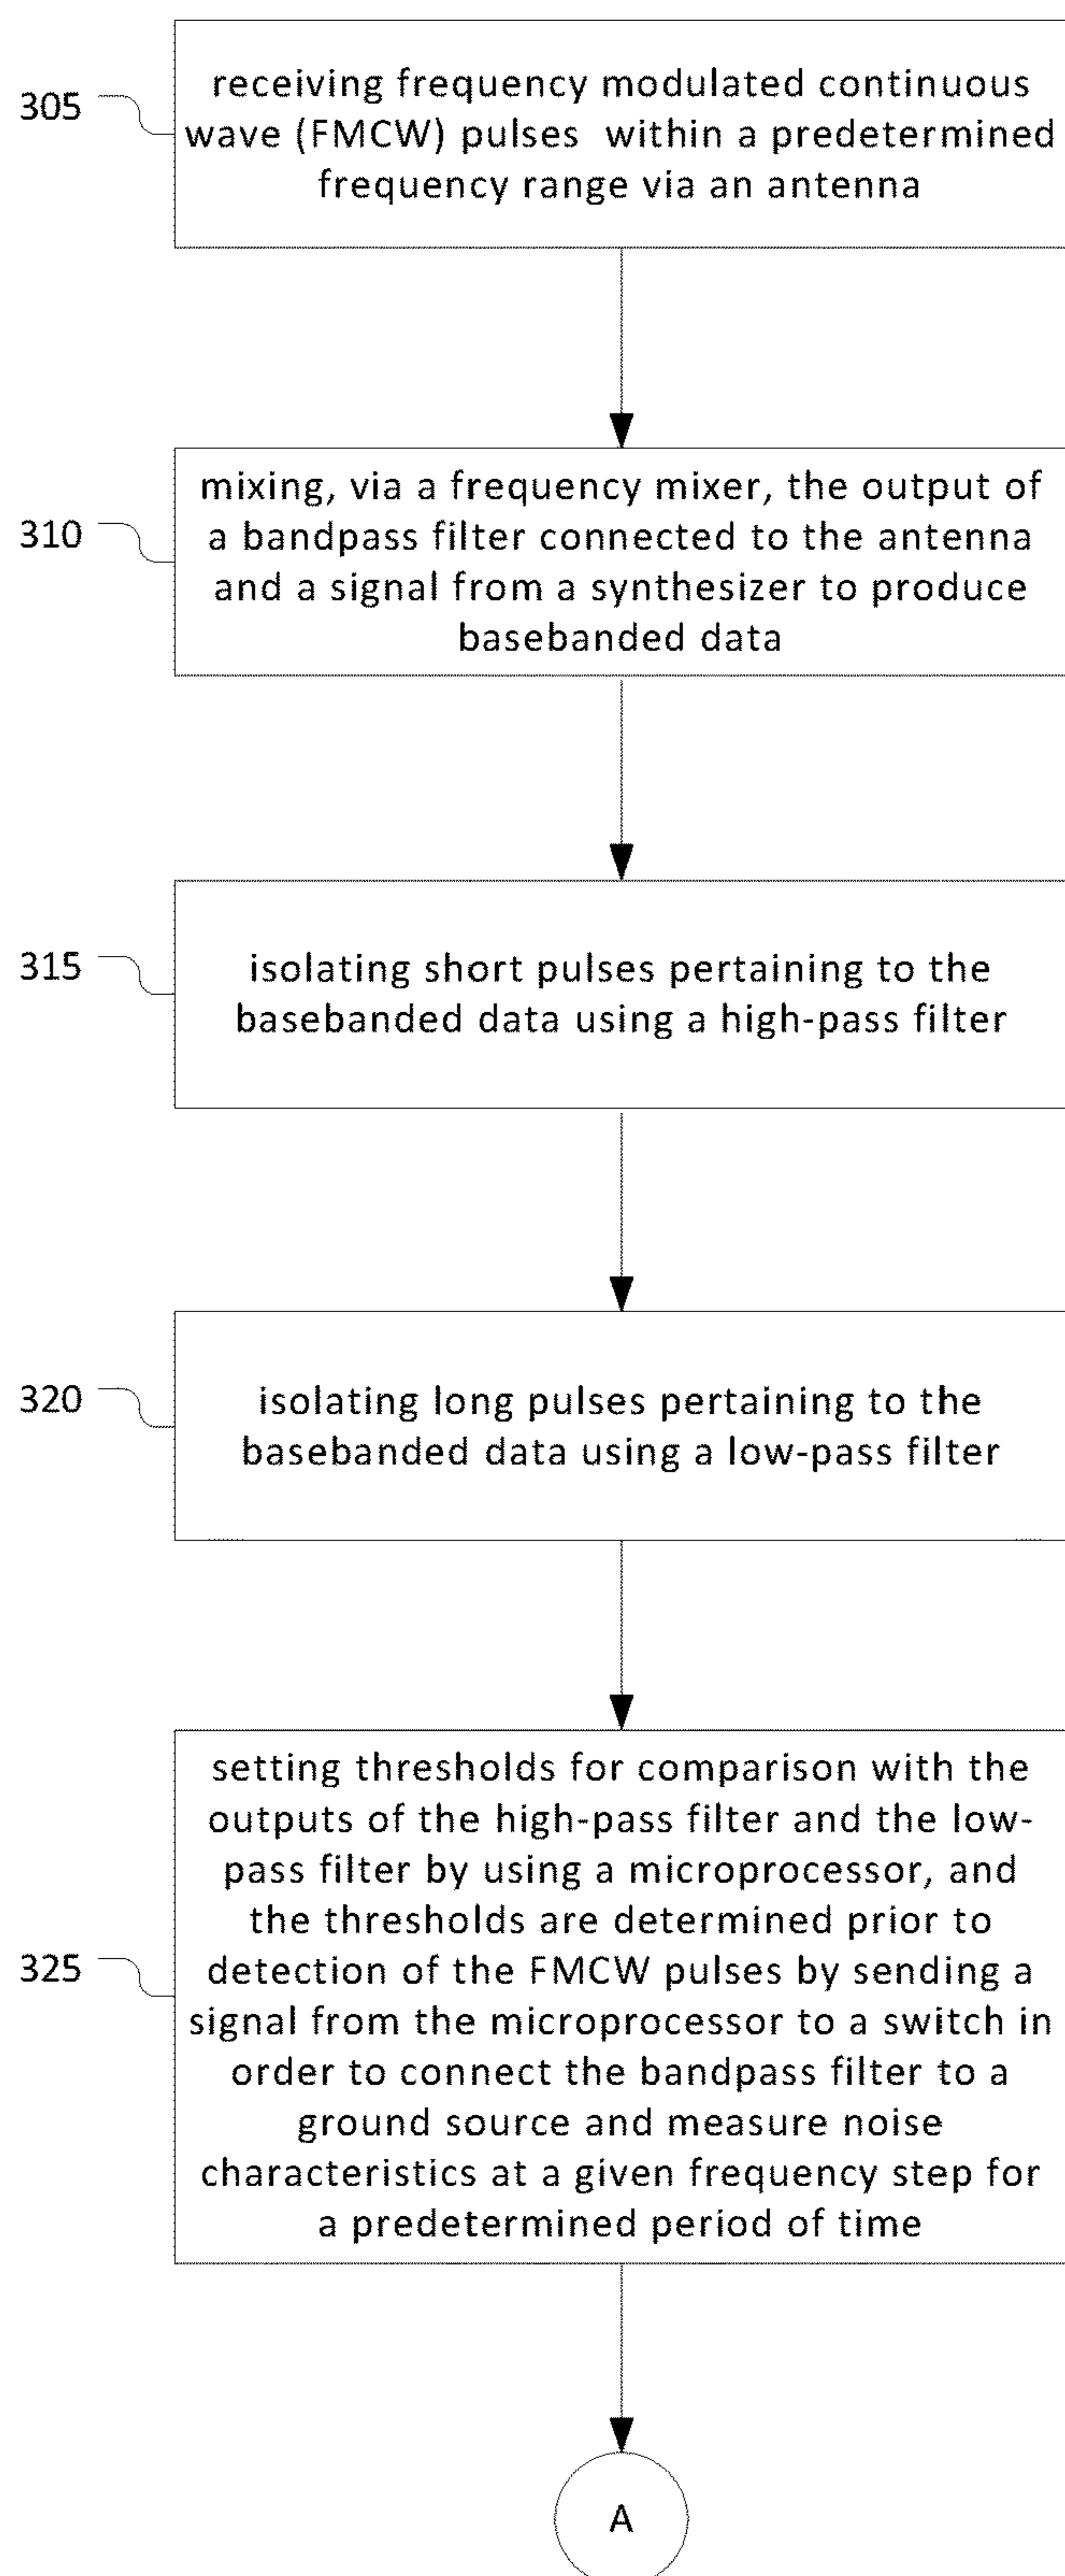 305
receiving frequency modulated continuous
wave (FMCW) pulses within a predetermined
frequency range via an antenna
310
mixing, via a frequency mixer, the output of
a bandpass filter connected to the antenna
and a signal from a synthesizer to produce
basebanded data
315
isolating short pulses pertaining to the
basebanded data using a high-pass filter
320
isolating long pulses pertaining to the
basebanded data using a low-pass filter
325
setting thresholds for comparison with the
outputs of the high-pass filter and the low-
pass filter by using a microprocessor, and
the thresholds are determined prior to
detection of the FMCW pulses by sending a
signal from the microprocessor to a switch in
order to connect the bandpass filter to a
ground source and measure noise
characteristics at a given frequency step for
a predetermined period of time
A